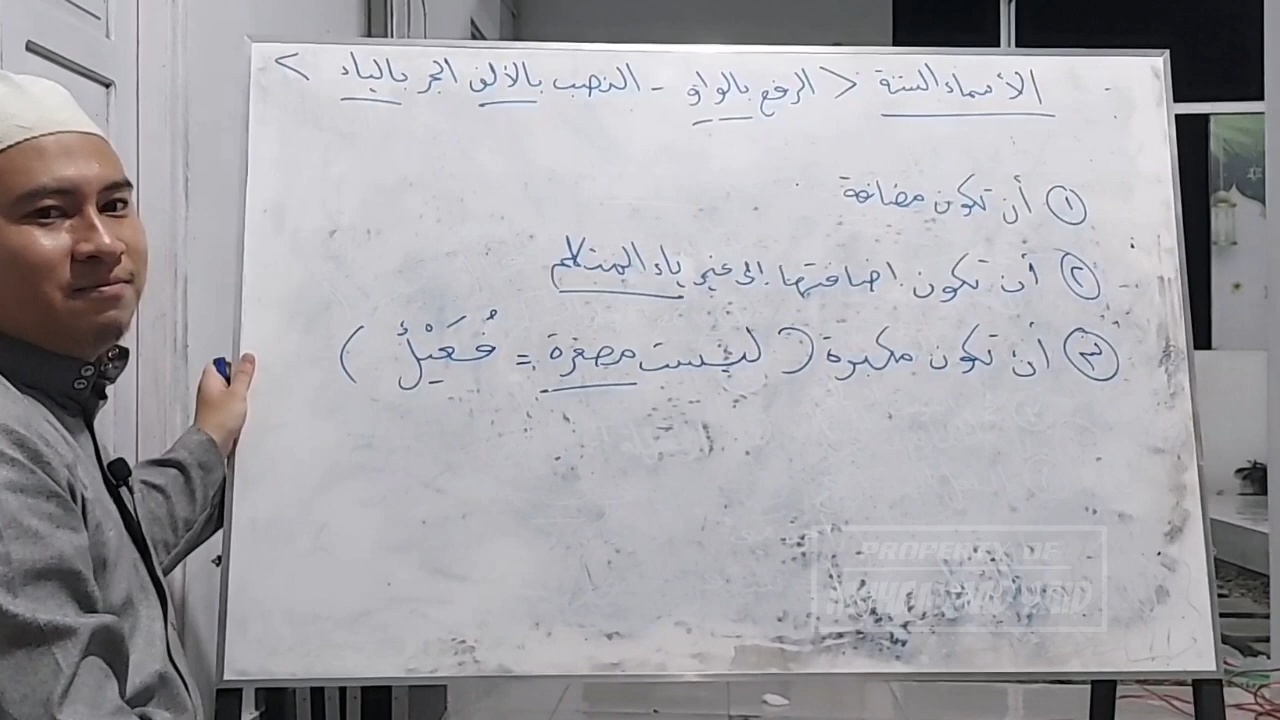 الأسماء الستة < الرفع بالواو - النصب بالألف الجر بالياء >
١ أن تكون مضافة
٢ أن تكون اضافتها إلى غير ياء المتكلم
٣ أن تكون مكبرة ( ليست مصغرة = فُعَيْلٌ )
PROPERTY DE